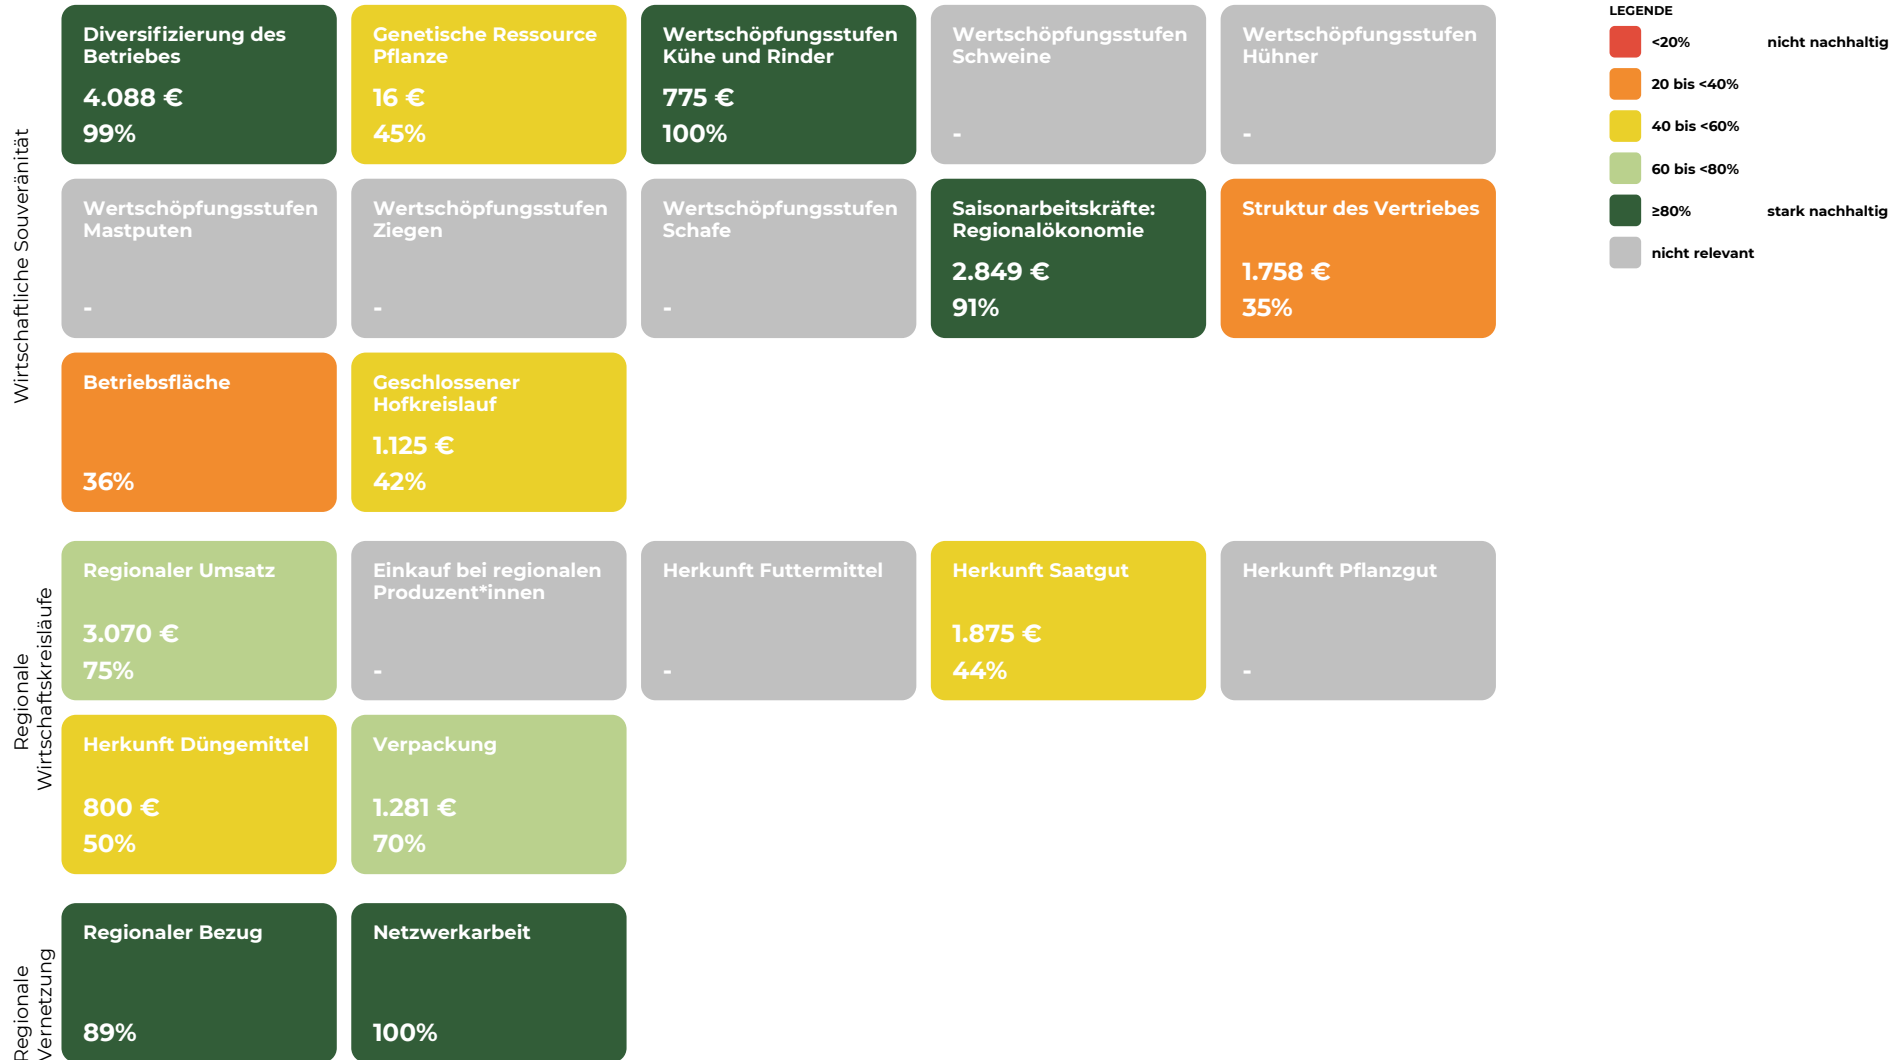 Wirtschaftliche Souveränität
Diversifizierung des
Betriebes
4.088 €
99%
Genetische Ressource
Pflanze
16 €
45%
Wertschöpfungsstufen
Kühe und Rinder
775 €
100%
Wertschöpfungsstufen
Schweine
-
Wertschöpfungsstufen
Hühner
-
Wertschöpfungsstufen
Mastputen
-
Wertschöpfungsstufen
Ziegen
-
Wertschöpfungsstufen
Schafe
-
Saisonarbeitskräfte:
Regionalökonomie
2.849 €
91%
Struktur des Vertriebes
1.758 €
35%
Betriebsfläche
36%
Geschlossener
Hofkreislauf
1.125 €
42%
Regionale
Wirtschaftskreisläufe
Regionaler Umsatz
3.070 €
75%
Einkauf bei regionalen
Produzent*innen
-
Herkunft Futtermittel
-
Herkunft Saatgut
1.875 €
44%
Herkunft Pflanzgut
-
Herkunft Düngemittel
800 €
50%
Verpackung
1.281 €
70%
Regionale
Vernetzung
Regionaler Bezug
89%
Netzwerkarbeit
100%
LEGENDE
<20% nicht nachhaltig
20 bis <40%
40 bis <60%
60 bis <80%
≥80% stark nachhaltig
nicht relevant